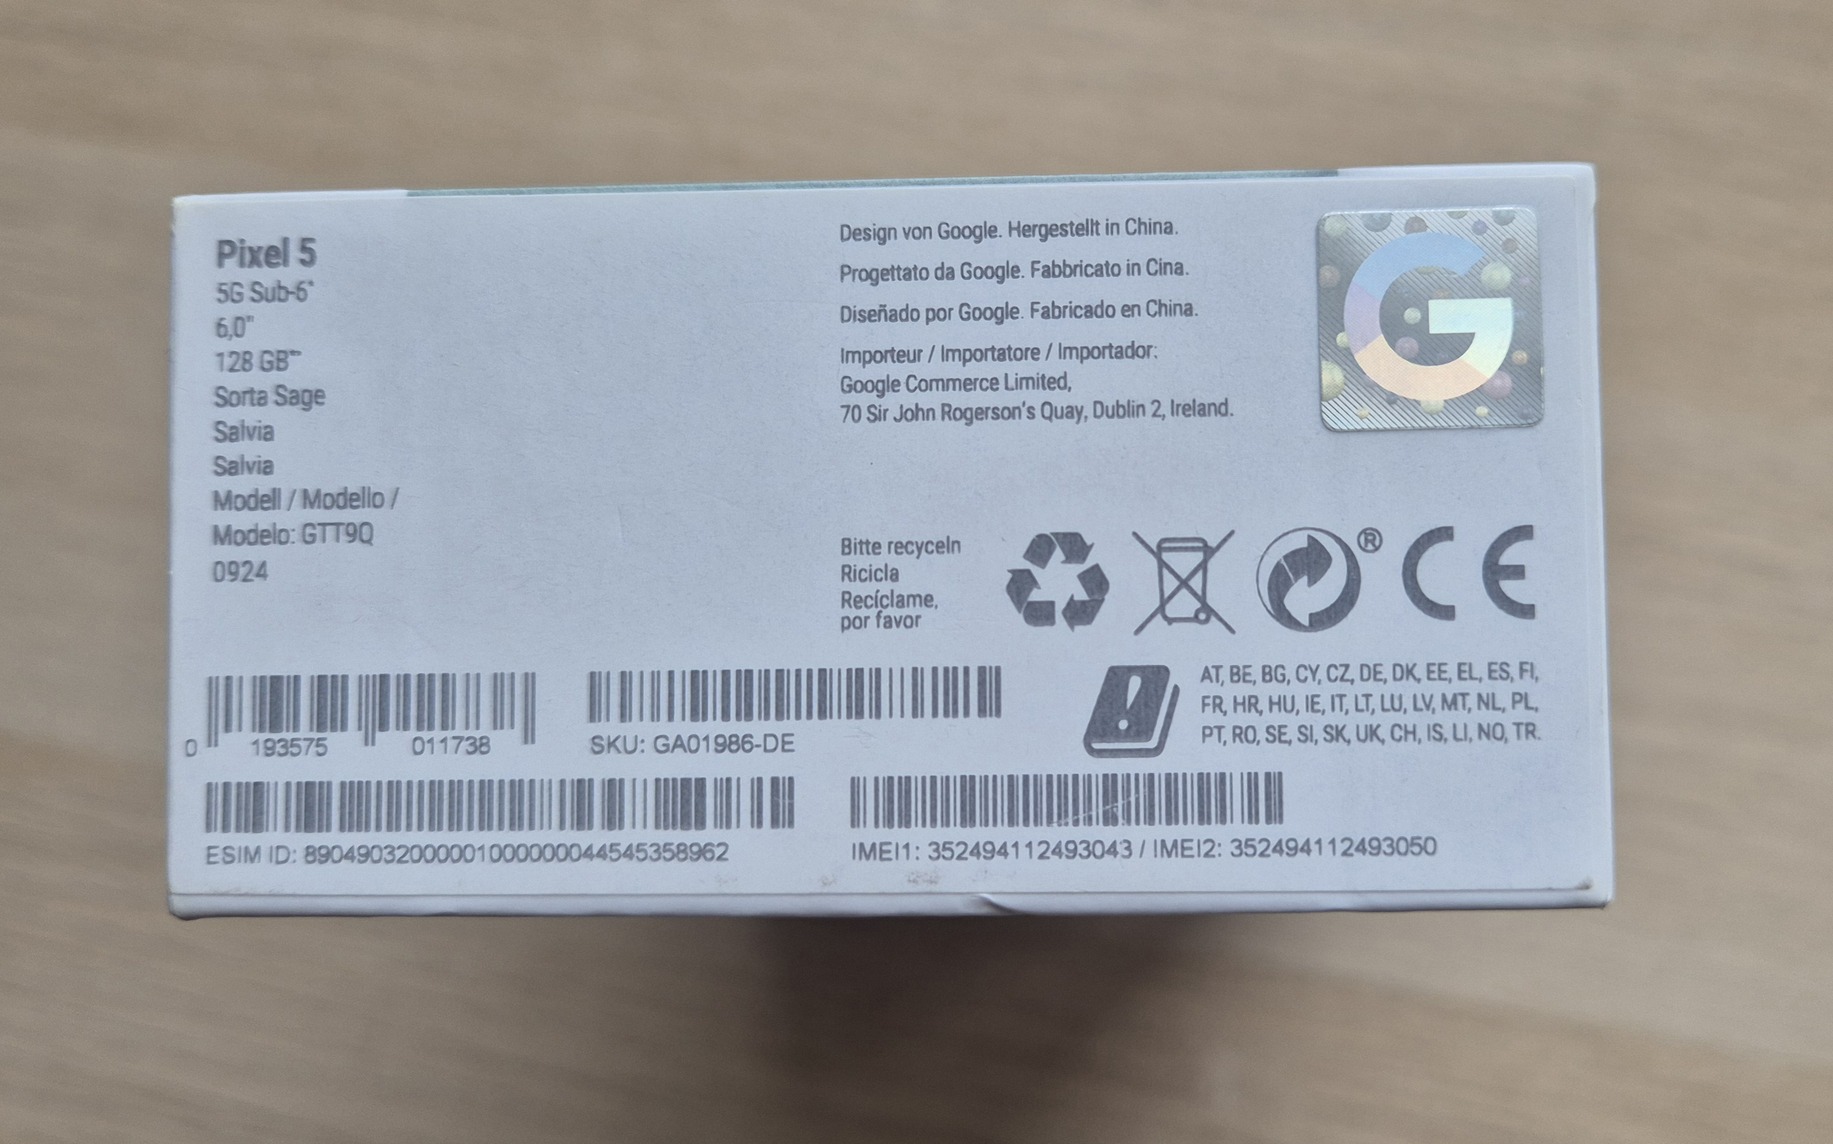 Pixel 5
5G Sub-6*
6,0"
128 GB**
Sorta Sage
Salvia
Salvia
Modell / Modello /
Modelo: GTT9Q
0924
Design von Google. Hergestellt in China.
Progettato da Google. Fabbricato in Cina.
Diseñado por Google. Fabricado en China.
Importeur / Importatore / Importador:
Google Commerce Limited,
70 Sir John Rogerson's Quay, Dublin 2, Ireland.
G
Bitte recyceln
Ricicla
Recíclame,
por favor
® CE
0 193575 011738
SKU: GA01986-DE
AT, BE, BG, CY, CZ, DE, DK, EE, EL, ES, FI,
FR, HR, HU, IE, IT, LT, LU, LV, MT, NL, PL,
PT, RO, SE, SI, SK, UK, CH, IS, LI, NO, TR.
ESIM ID: 89049032000001000000044545358962
IMEI1: 352494112493043 / IMEI2: 352494112493050